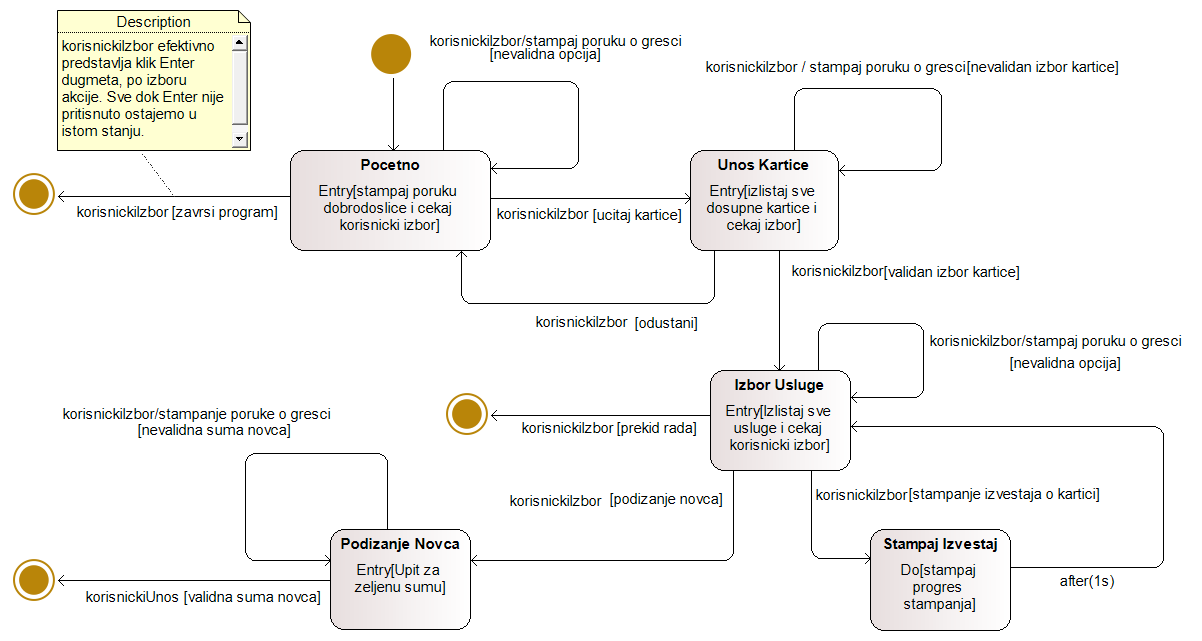 Description
korisnickiIzbor efektivno
predstavlja klik Enter
dugmeta, po izboru
akcije. Sve dok Enter nije
pritisnuto ostajemo u
istom stanju.
korisnickiIzbor/stampaj poruku o gresci
[nevalidna opcija]
korisnickiIzbor / stampaj poruku o gresci[nevalidan izbor kartice]
Pocetno
Entry[stampaj poruku
dobrodoslice i cekaj
korisnicki izbor]
Unos Kartice
Entry[izlistaj sve
dosupne kartice i
cekaj izbor]
korisnickiIzbor [zavrsi program]
korisnickiIzbor [ucitaj kartice]
korisnickiIzbor[validan izbor kartice]
korisnickiIzbor [odustani]
korisnickiIzbor/stampaj poruku o gresci
[nevalidna opcija]
Izbor Usluge
Entry[Izlistaj sve
usluge i cekaj
korisnicki izbor]
korisnickiIzbor [prekid rada]
korisnickiIzbor/stampanje poruke o gresci
[nevalidna suma novca]
korisnickiIzbor [podizanje novca]
korisnickiIzbor[stampanje izvestaja o kartici]
Podizanje Novca
Entry[Upit za
zeljenu sumu]
Stampaj Izvestaj
Do[stampaj
progres
stampanja]
after(1s)
korisnickiUnos [validna suma novca]